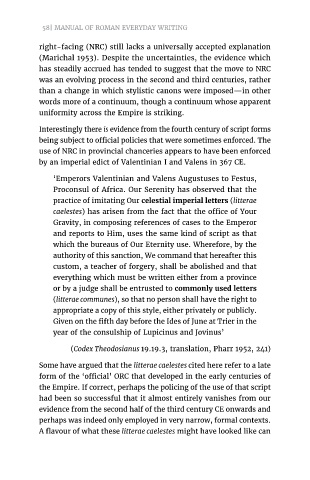 58| MANUAL OF ROMAN EVERYDAY WRITING
right-facing (NRC) still lacks a universally accepted explanation
(Marichal 1953). Despite the uncertainties, the evidence which
has steadily accrued has tended to suggest that the move to NRC
was an evolving process in the second and third centuries, rather
than a change in which stylistic canons were imposed—in other
words more of a continuum, though a continuum whose apparent
uniformity across the Empire is striking.
Interestingly there is evidence from the fourth century of script forms
being subject to official policies that were sometimes enforced. The
use of NRC in provincial chanceries appears to have been enforced
by an imperial edict of Valentinian I and Valens in 367 CE.
‘Emperors Valentinian and Valens Augustuses to Festus,
Proconsul of Africa. Our Serenity has observed that the
practice of imitating Our celestial imperial letters (litterae
caelestes) has arisen from the fact that the office of Your
Gravity, in composing references of cases to the Emperor
and reports to Him, uses the same kind of script as that
which the bureaus of Our Eternity use. Wherefore, by the
authority of this sanction, We command that hereafter this
custom, a teacher of forgery, shall be abolished and that
everything which must be written either from a province
or by a judge shall be entrusted to commonly used letters
(litterae communes), so that no person shall have the right to
appropriate a copy of this style, either privately or publicly.
Given on the fifth day before the Ides of June at Trier in the
year of the consulship of Lupicinus and Jovinus’
(Codex Theodosianus 19.19.3, translation, Pharr 1952, 241)
Some have argued that the litterae caelestes cited here refer to a late
form of the ‘official’ ORC that developed in the early centuries of
the Empire. If correct, perhaps the policing of the use of that script
had been so successful that it almost entirely vanishes from our
evidence from the second half of the third century CE onwards and
perhaps was indeed only employed in very narrow, formal contexts.
A flavour of what these litterae caelestes might have looked like can